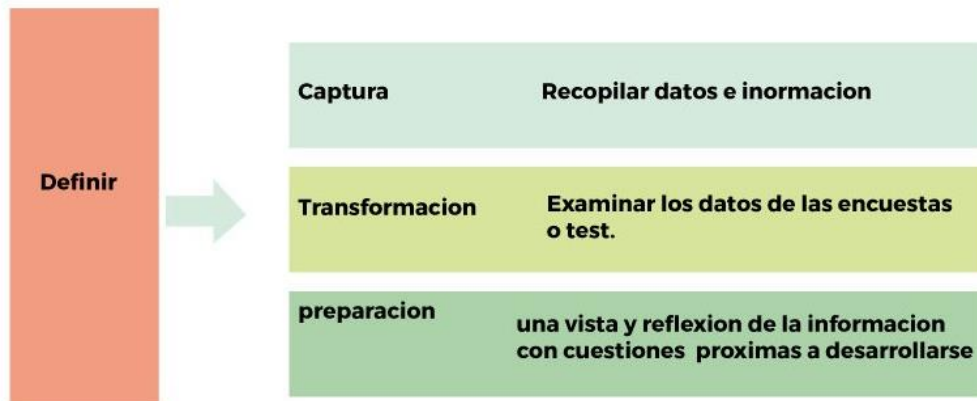 Definir
Captura
Recopilar datos e inormacion
Transformacion
Examinar los datos de las encuestas
o test.
preparacion
una vista y reflexion de la informacion
con cuestiones proximas a desarrollarse